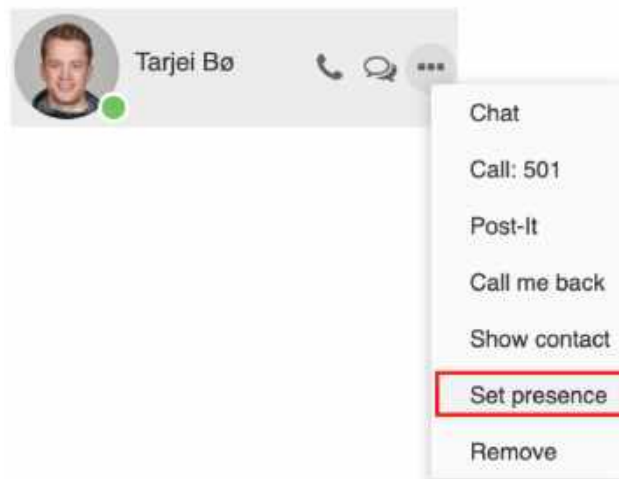 Tarjei Bø
Chat
Call: 501
Post-It
Call me back
Show contact
Set presence
Remove